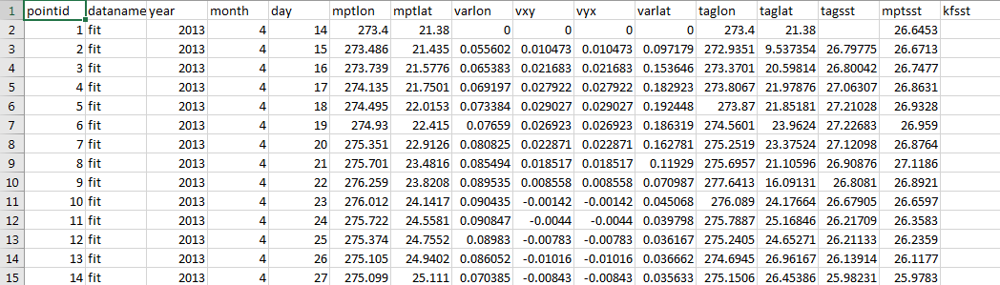 1 pointid dataname year month day mptlon mptlat varlon vxy vyx varlat taglon taglat tagsst mptsst kfsst
2 1 fit 2013 4 14 273.4 21.38 0 0 0 0 273.4 21.38 26.6453
3 2 fit 2013 4 15 273.486 21.435 0.055602 0.010473 0.010473 0.097179 272.9351 9.537354 26.79775 26.6713
4 3 fit 2013 4 16 273.739 21.5776 0.065383 0.021683 0.021683 0.153646 273.3701 20.59814 26.80042 26.7477
5 4 fit 2013 4 17 274.135 21.7501 0.069197 0.027922 0.027922 0.182923 273.8067 21.97876 27.06307 26.8631
6 5 fit 2013 4 18 274.495 22.0153 0.073384 0.029027 0.029027 0.192448 273.87 21.85181 27.21028 26.9328
7 6 fit 2013 4 19 274.93 22.415 0.07659 0.026923 0.026923 0.186319 274.5601 23.9624 27.22683 26.959
8 7 fit 2013 4 20 275.351 22.9126 0.080825 0.022871 0.022871 0.162781 275.2519 23.37524 27.12098 26.8764
9 8 fit 2013 4 21 275.701 23.4816 0.085494 0.018517 0.018517 0.11929 275.6957 21.10596 26.90876 27.1186
10 9 fit 2013 4 22 276.259 23.8208 0.089535 0.008558 0.008558 0.070987 277.6413 16.09131 26.8081 26.8921
11 10 fit 2013 4 23 276.012 24.1417 0.090435 -0.00142 -0.00142 0.045068 276.089 24.17664 26.67905 26.6597
12 11 fit 2013 4 24 275.722 24.5581 0.090847 -0.0044 -0.0044 0.039798 275.7887 25.16846 26.21709 26.3583
13 12 fit 2013 4 25 275.374 24.7552 0.08983 -0.00783 -0.00783 0.036167 275.2405 24.65271 26.21133 26.2359
14 13 fit 2013 4 26 275.105 24.9402 0.086052 -0.01016 -0.01016 0.036662 274.6945 26.96167 26.13914 26.1177
15 14 fit 2013 4 27 275.099 25.111 0.070385 -0.00843 -0.00843 0.035633 275.1506 26.45386 25.98231 25.9783